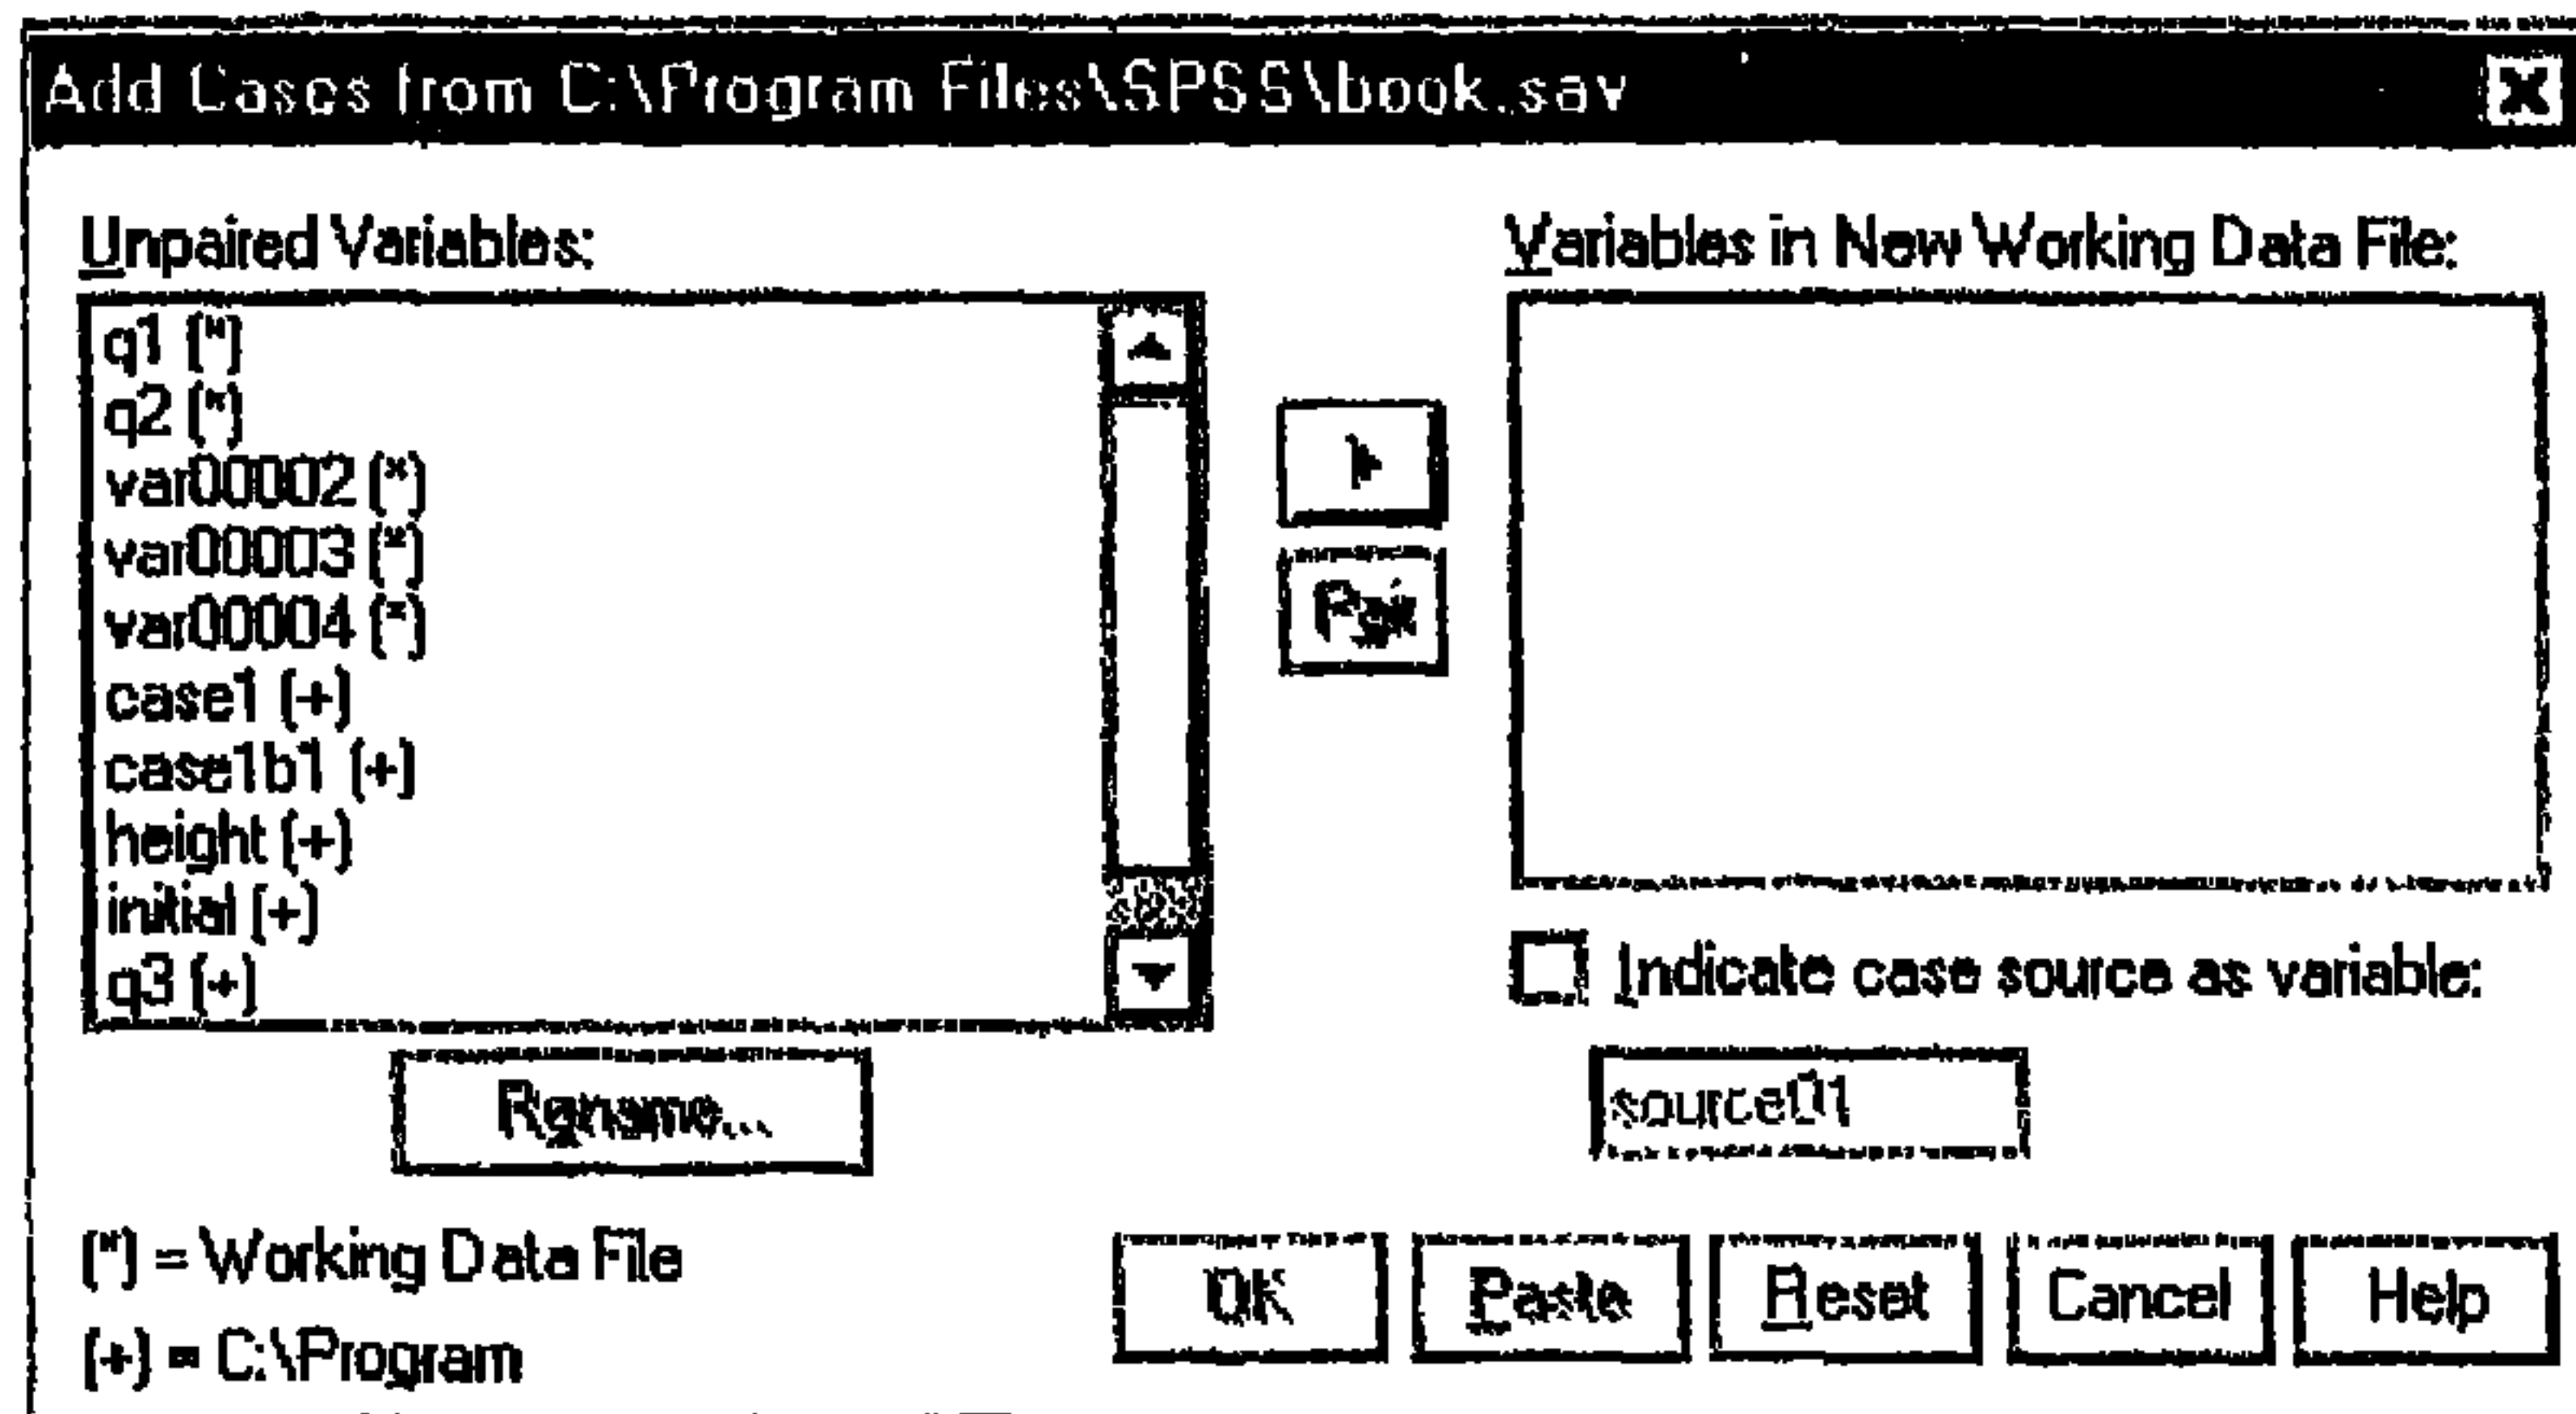 Add Cases from C:\Program Files\SPSS\book.sav
Unpaired Variables:
q1 (*)
q2 (*)
var00002 (*)
var00003 (*)
var00004 (*)
case1 (+)
case1b1 (+)
height (+)
initial (+)
q3 (+)
Rename...
(*) = Working Data File
(+) = C:\Program
Pair
Variables in New Working Data File:
Indicate case source as variable:
source01
OK
Paste
Reset
Cancel
Help